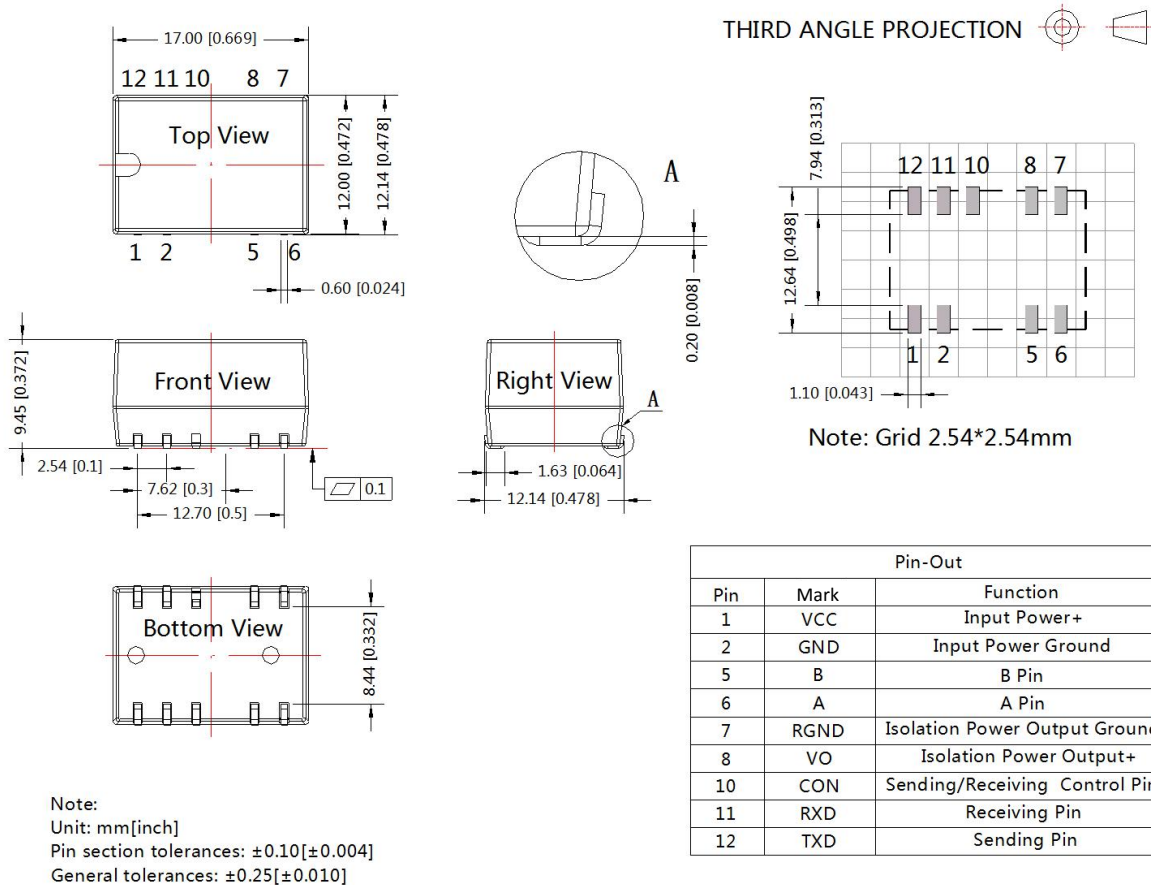 THIRD ANGLE PROJECTION
17.00 [0.669]
12 11 10 8 7
Top View
12.00 [0.472]
12.14 [0.478]
1 2 5 6
0.60 [0.024]
A
0.20 [0.008]
7.94 [0.313]
12 11 10 8 7
12.64 [0.498]
1 2 5 6
1.10 [0.043]
Note: Grid 2.54*2.54mm
9.45 [0.372]
Front View
2.54 [0.1]
7.62 [0.3]
12.70 [0.5]
0.1
Right View
A
1.63 [0.064]
12.14 [0.478]
Bottom View
8.44 [0.332]
Pin-Out
Pin Mark Function
1 VCC Input Power+
2 GND Input Power Ground
5 B B Pin
6 A A Pin
7 RGND Isolation Power Output Ground
8 VO Isolation Power Output+
10 CON Sending/Receiving Control Pin
11 RXD Receiving Pin
12 TXD Sending Pin
Note:
Unit: mm[inch]
Pin section tolerances: ±0.10[±0.004]
General tolerances: ±0.25[±0.010]